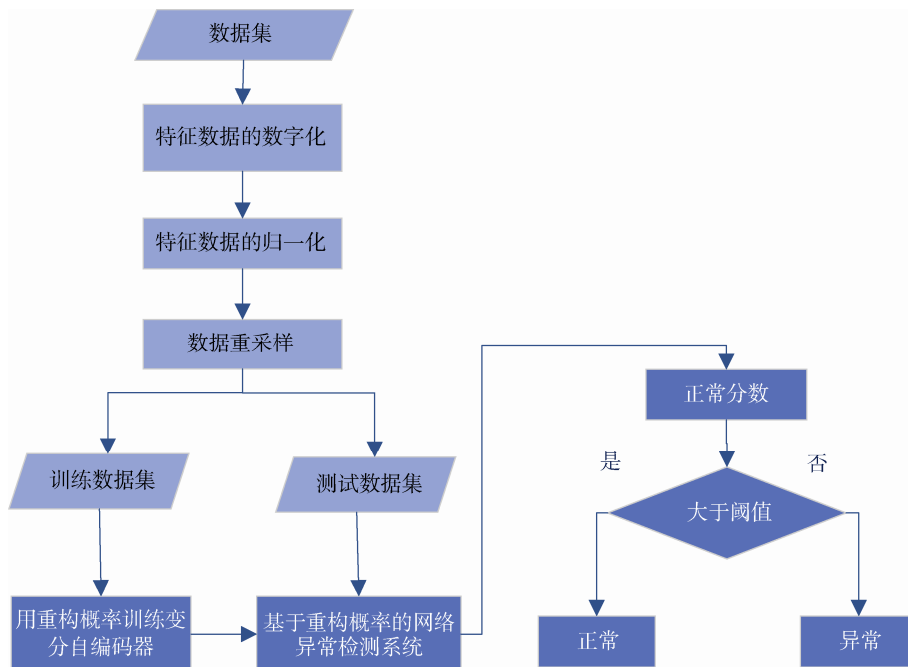 数据集
特征数据的数字化
特征数据的归一化
数据重采样
训练数据集
测试数据集
用重构概率训练变
分自编码器
基于重构概率的网络
异常检测系统
正常分数
是
否
大于阈值
正常
异常